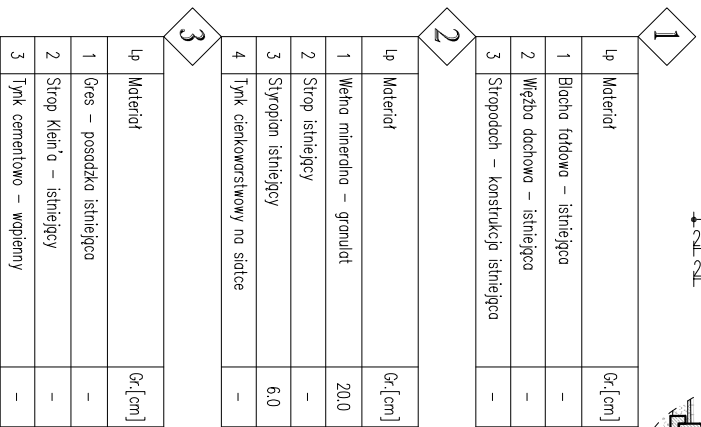 1
Lp Materiał Gr.[cm]
1 Blacha fałdowa – istniejąca –
2 Więźba dachowa – istniejąca –
3 Stropodach – konstrukcja istniejąca –
2
Lp Materiał Gr.[cm]
1 Wełna mineralna – granulat 20.0
2 Strop istniejący –
3 Styropian istniejący 6.0
4 Tynk cienkowarstwowy na siatce –
3
Lp Materiał Gr.[cm]
1 Gres – posadzka istniejąca –
2 Strop Klein'a – istniejący –
3 Tynk cementowo – wapienny –